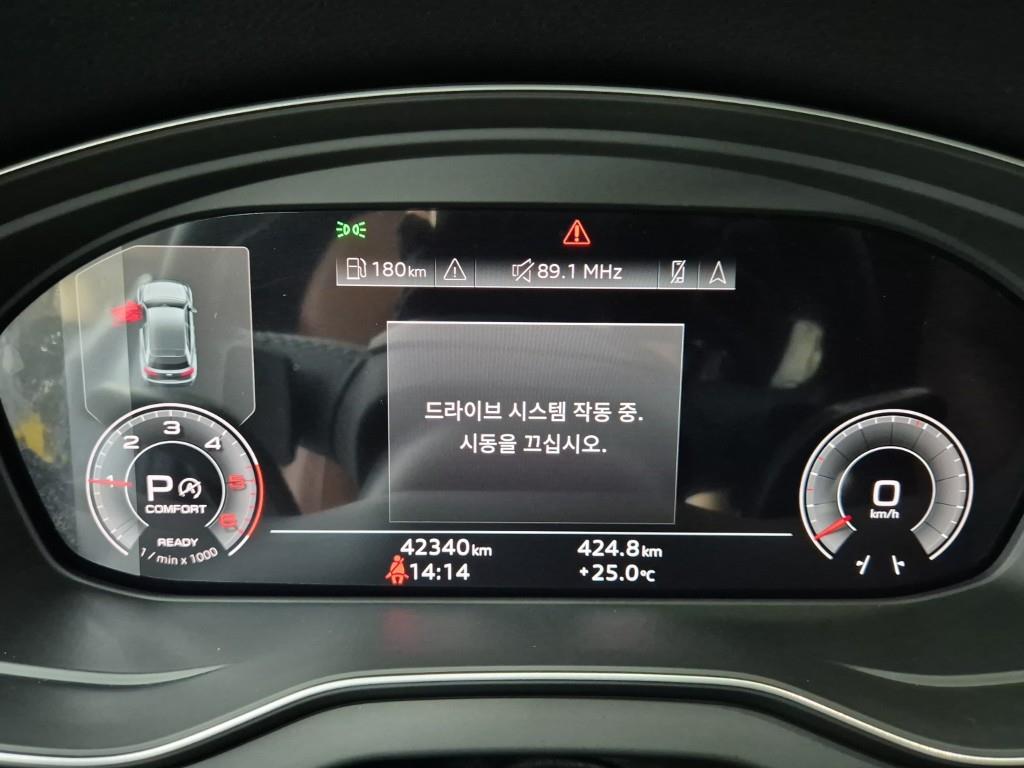 180km
89.1 MHz
드라이브 시스템 작동 중.
시동을 끄십시오.
1 2 3 4 5 6
P
COMFORT
READY
1 / min x 1000
0
km/h
42340km 424.8km
14:14 +25.0°C